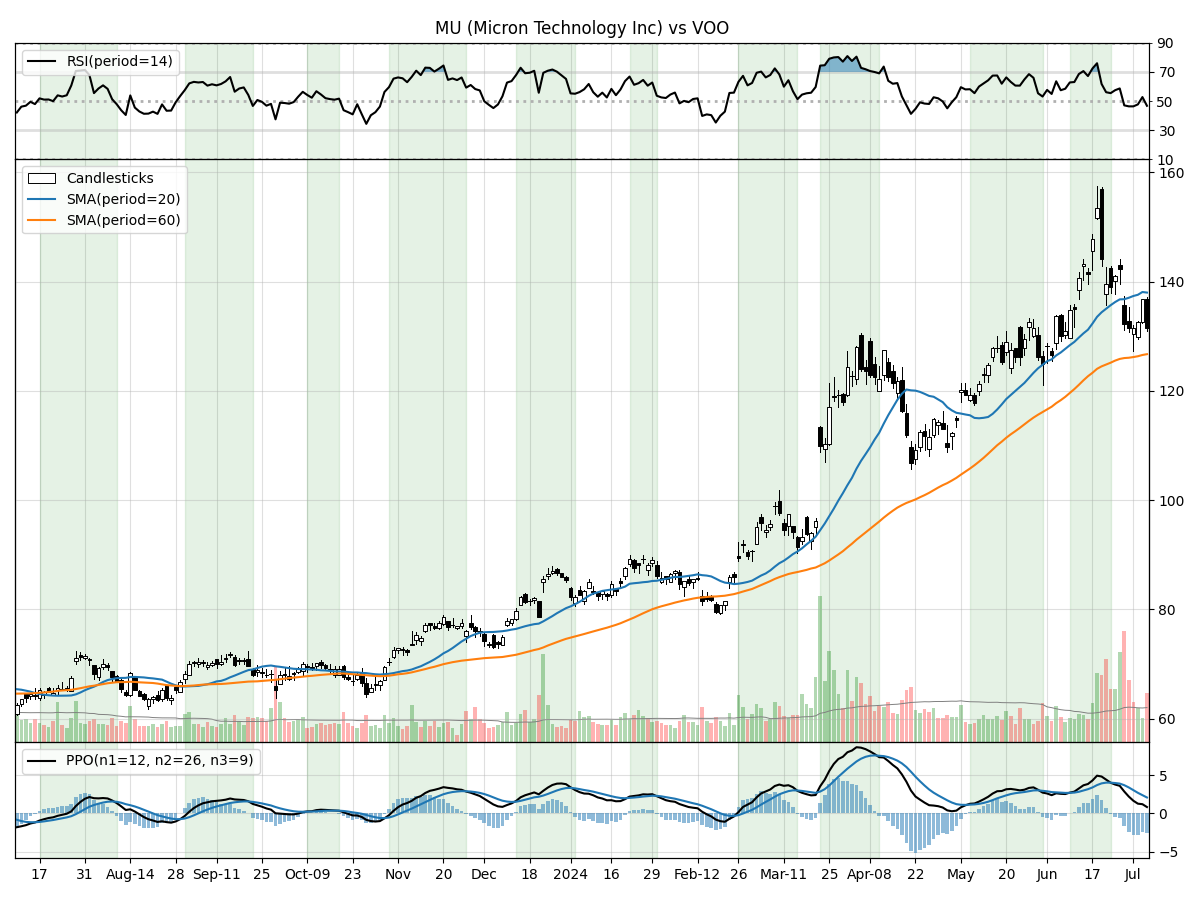 MU (Micron Technology Inc) vs VOO
RSI(period=14)
90
70
50
30
10
Candlesticks
SMA(period=20)
SMA(period=60)
160
140
120
100
80
60
PPO(n1=12, n2=26, n3=9)
5
0
−5
17 31 Aug-14 28 Sep-11 25 Oct-09 23 Nov 20 Dec 18 2024 16 29 Feb-12 26 Mar-11 25 Apr-08 22 May 20 Jun 17 Jul